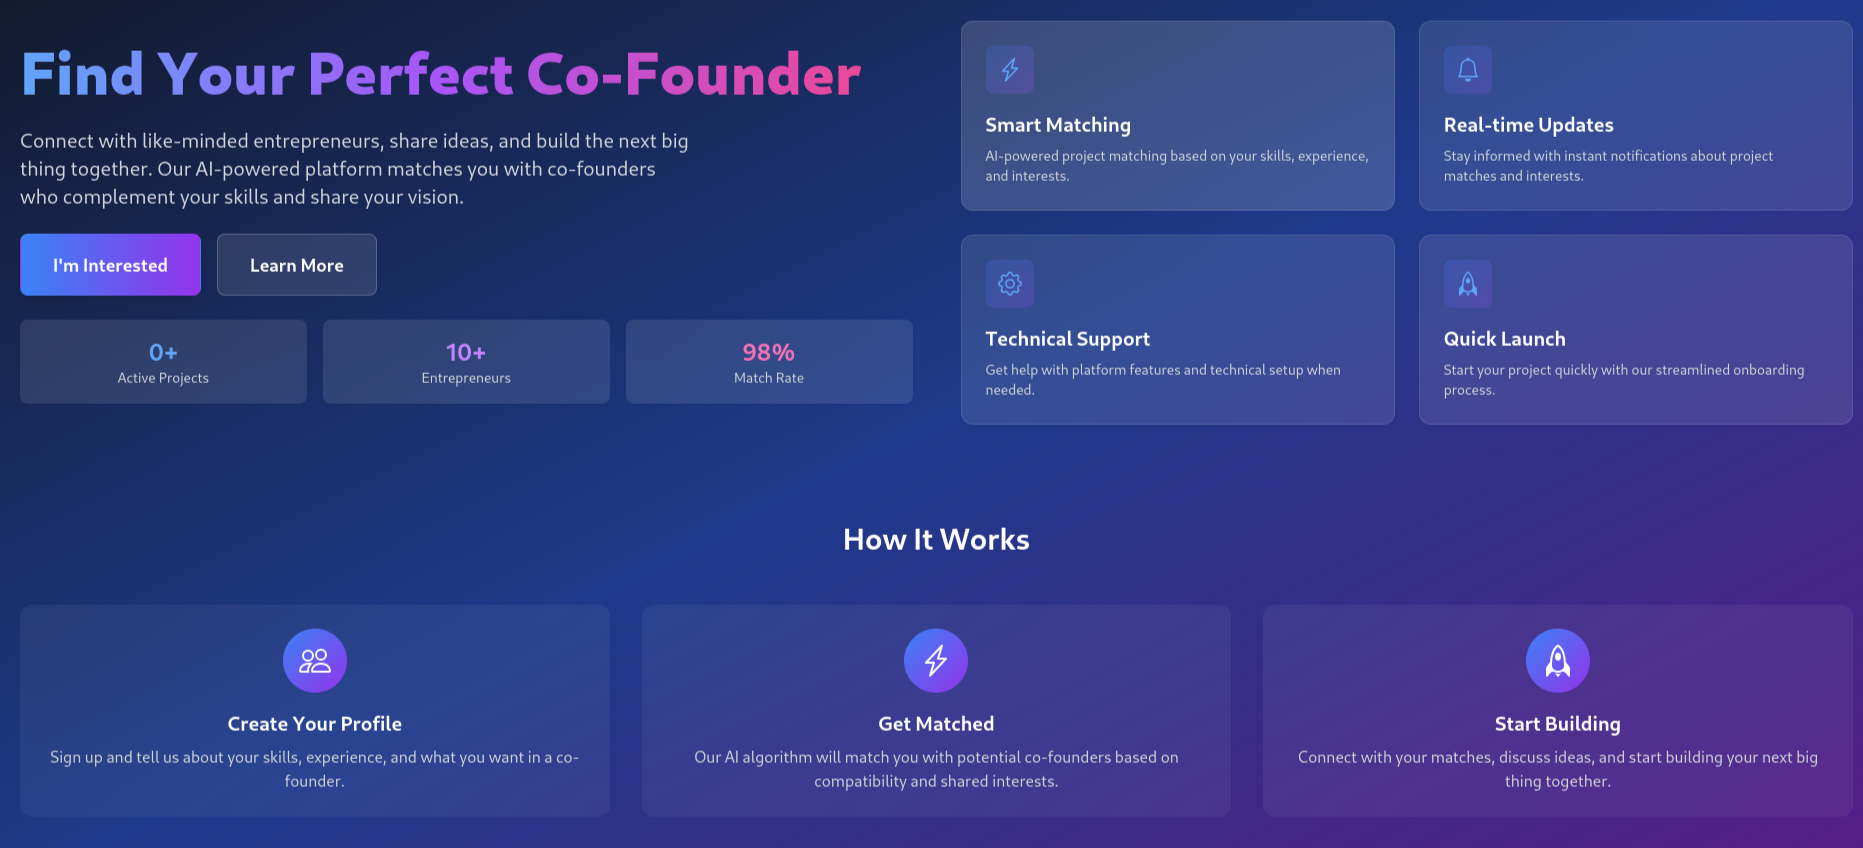 Find Your Perfect Co-Founder
Connect with like-minded entrepreneurs, share ideas, and build the next big
thing together. Our AI-powered platform matches you with co-founders
who complement your skills and share your vision.
I'm Interested
Learn More
0+
Active Projects
10+
Entrepreneurs
98%
Match Rate
Smart Matching
AI-powered project matching based on your skills, experience,
and interests.
Real-time Updates
Stay informed with instant notifications about project
matches and interests.
Technical Support
Get help with platform features and technical setup when
needed.
Quick Launch
Start your project quickly with our streamlined onboarding
process.
How It Works
Create Your Profile
Sign up and tell us about your skills, experience, and what you want in a co-
founder.
Get Matched
Our AI algorithm will match you with potential co-founders based on
compatibility and shared interests.
Start Building
Connect with your matches, discuss ideas, and start building your next big
thing together.